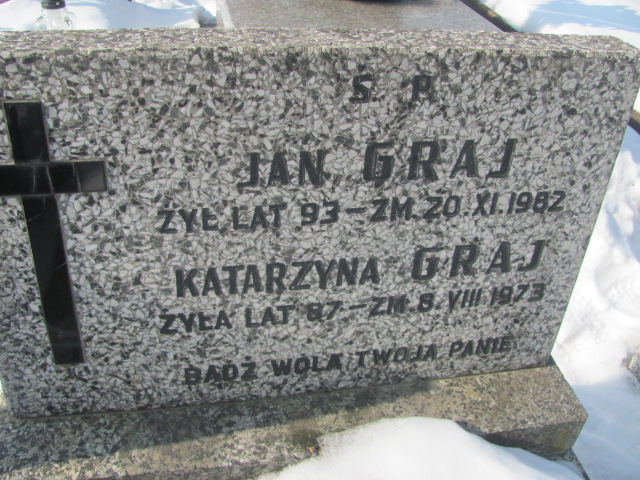 S P
JAN GRAJ
ŻYŁ LAT 93 – ZM. 20. XI. 1982
KATARZYNA GRAJ
ŻYŁA LAT 87 – ZM. 8. VIII 1973
BĄDŹ WOLA TWOJA PANIE